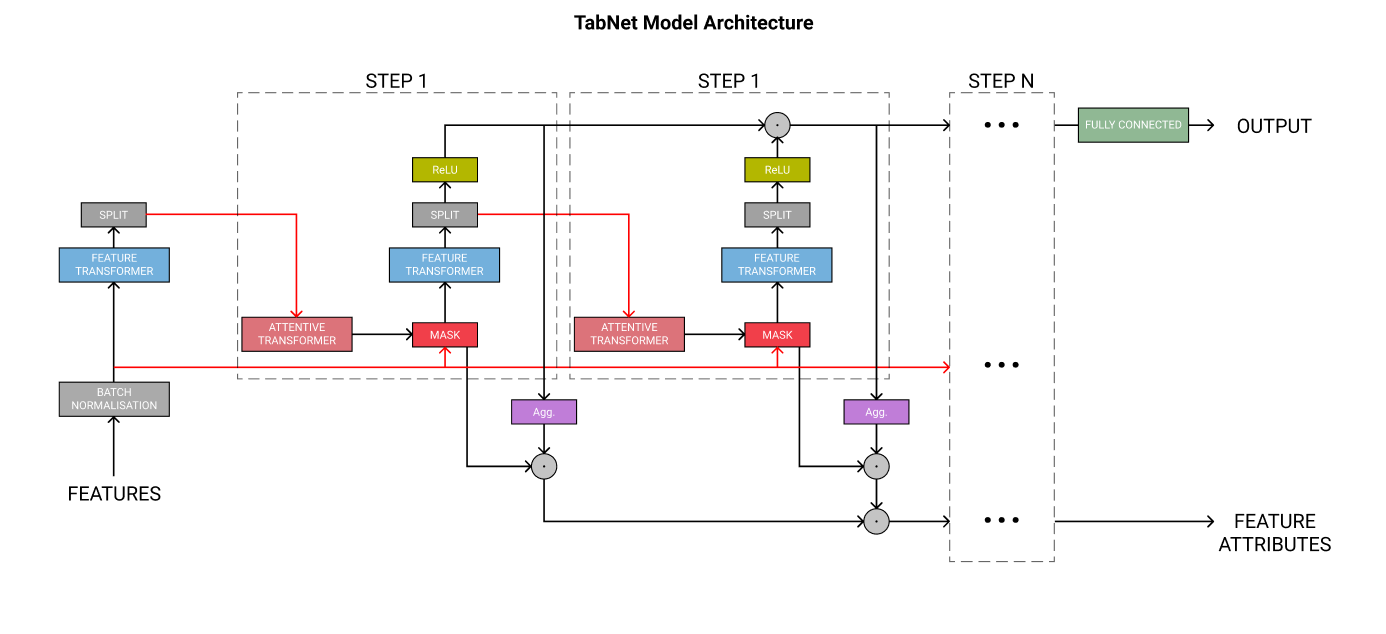 TabNet Model Architecture
STEP 1
STEP 1
STEP N
FULLY CONNECTED
OUTPUT
ReLU
ReLU
SPLIT
SPLIT
SPLIT
FEATURE
TRANSFORMER
FEATURE
TRANSFORMER
FEATURE
TRANSFORMER
ATTENTIVE
TRANSFORMER
MASK
ATTENTIVE
TRANSFORMER
MASK
BATCH
NORMALISATION
Agg.
Agg.
FEATURES
FEATURE
ATTRIBUTES